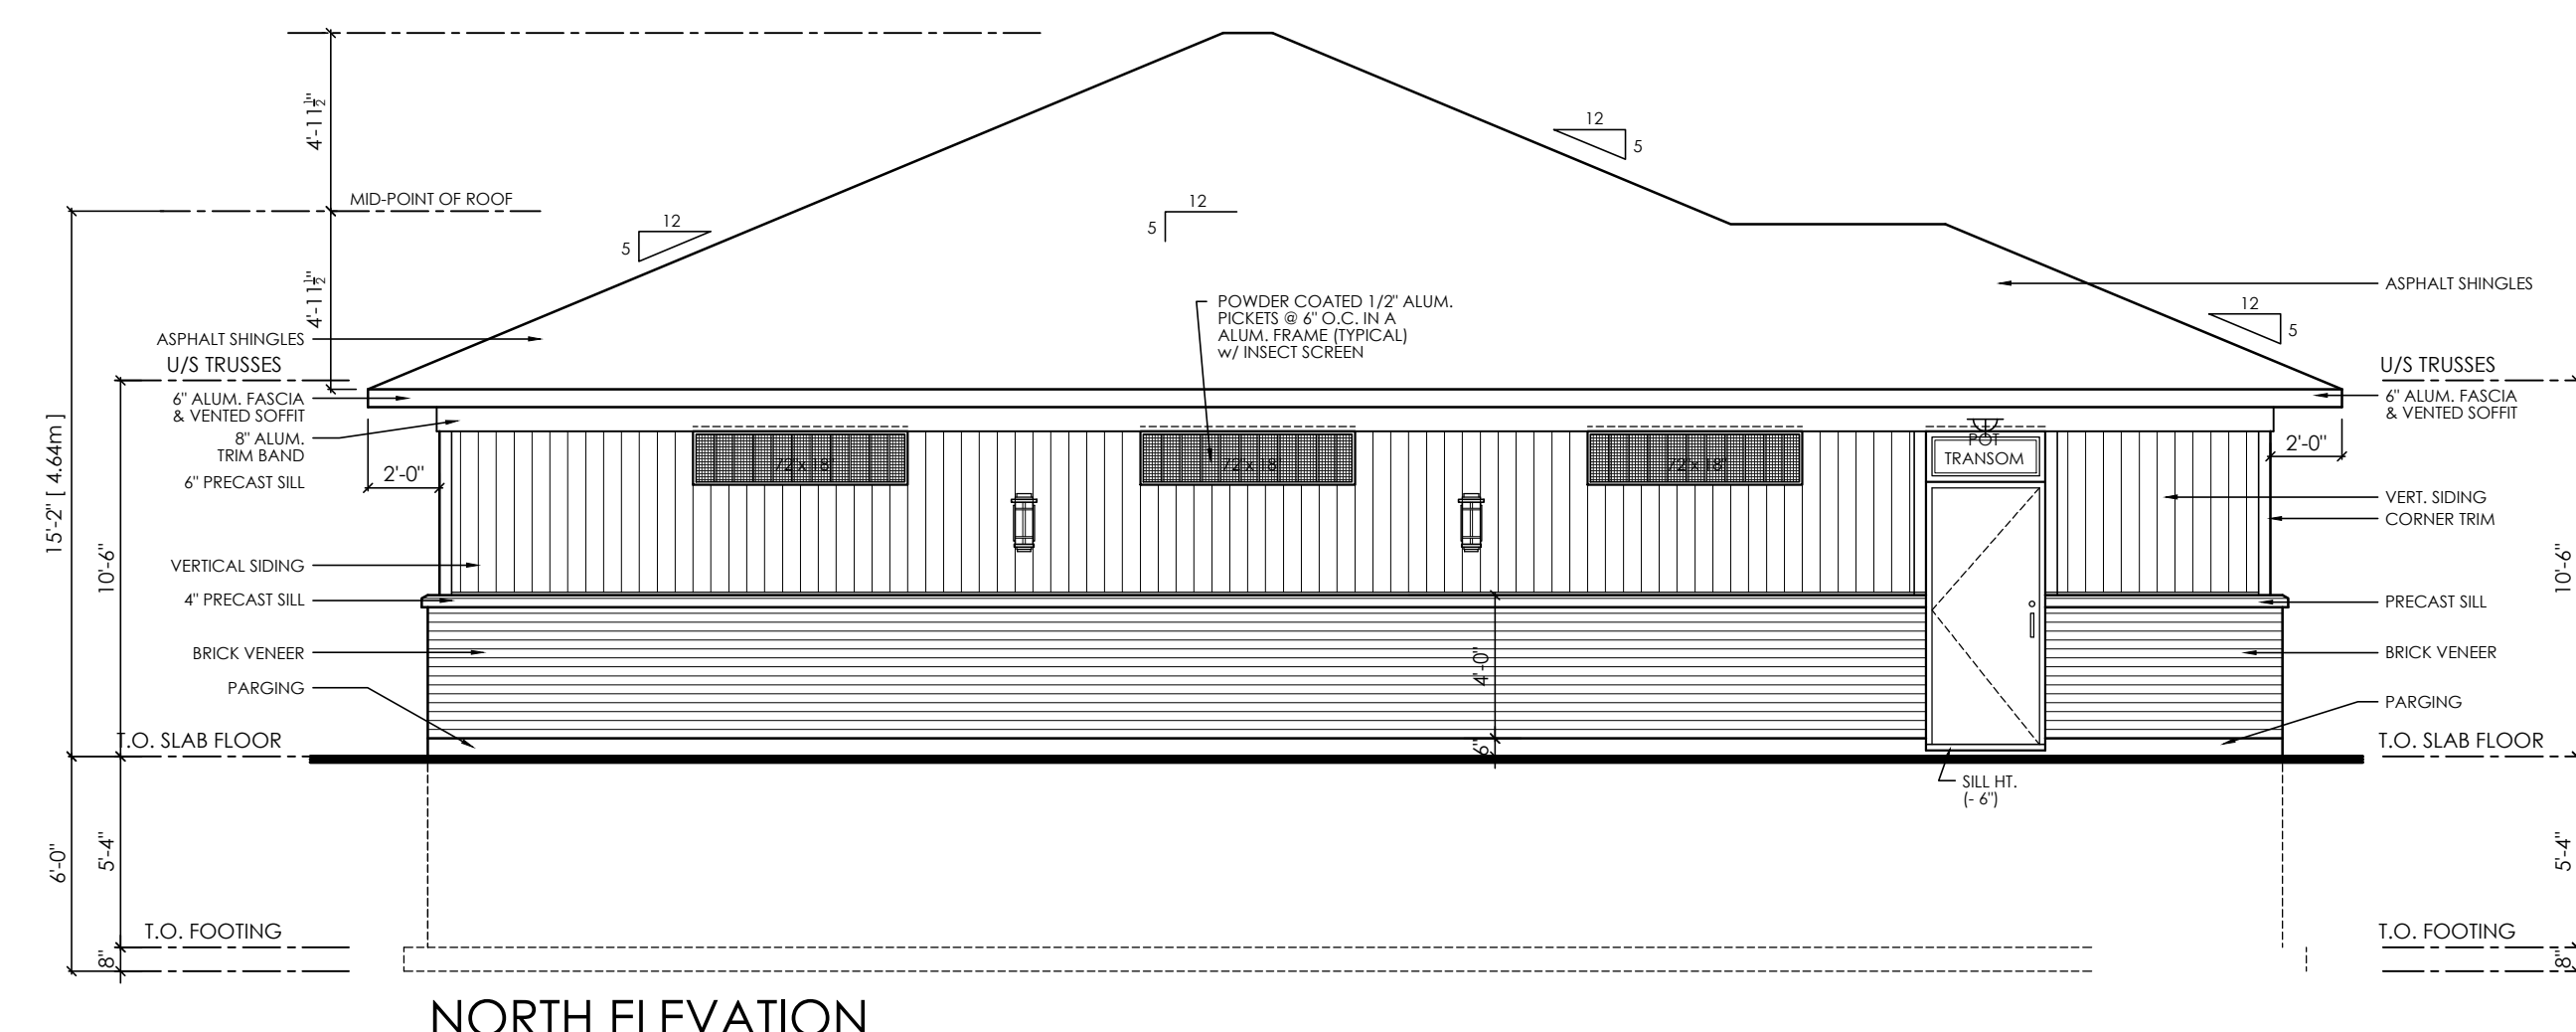 4'-11½"
MID-POINT OF ROOF
4'-11½"
15'-2" [ 4.64m ]
12
5
12
5
12
5
12
5
POWDER COATED 1/2" ALUM.
PICKETS @ 6" O.C. IN A
ALUM. FRAME (TYPICAL)
w/ INSECT SCREEN
ASPHALT SHINGLES
U/S TRUSSES
6" ALUM. FASCIA
& VENTED SOFFIT
8" ALUM.
TRIM BAND
6" PRECAST SILL
2'-0"
10'-6"
VERTICAL SIDING
4" PRECAST SILL
BRICK VENEER
PARGING
T.O. SLAB FLOOR
6'-0"
5'-4"
T.O. FOOTING
8"
72"x 18"
72"x 18"
72"x 18"
POT
TRANSOM
4'-0"
6"
SILL HT.
(- 6")
ASPHALT SHINGLES
U/S TRUSSES
6" ALUM. FASCIA
& VENTED SOFFIT
2'-0"
VERT. SIDING
CORNER TRIM
10'-6"
PRECAST SILL
BRICK VENEER
PARGING
T.O. SLAB FLOOR
5'-4"
T.O. FOOTING
8"
NORTH ELEVATION